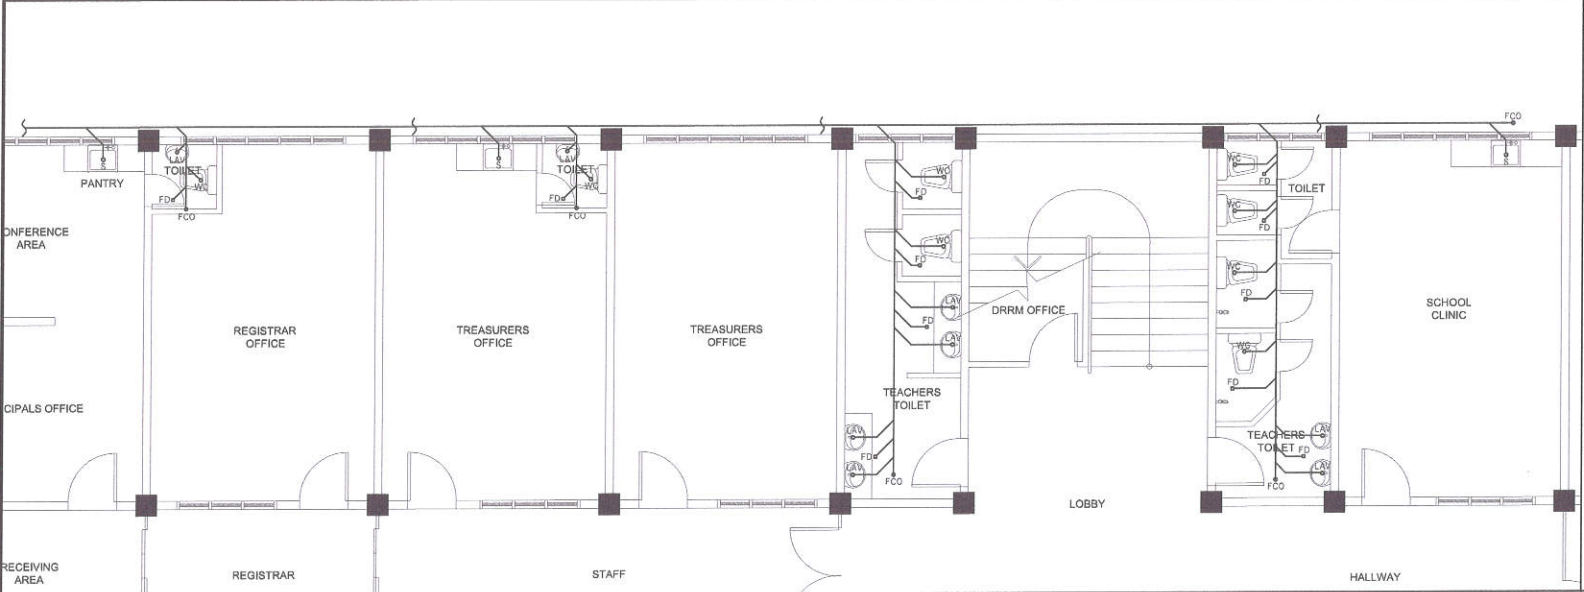 FCO
S
LAV
TOILET
WC
FD
FCO
PANTRY
S
LAV
TOILET
WC
FD
FCO
WC
FD
WC
FD
LAV
FD
LAV
TEACHERS
TOILET
LAV
FD
LAV
FCO
WC
FD
TOILET
WC
FD
WC
FD
WC
FD
TEACHERS
TOILET
LAV
FD
LAV
FCO
S
ONFERENCE
AREA
REGISTRAR
OFFICE
TREASURERS
OFFICE
TREASURERS
OFFICE
DRRM OFFICE
SCHOOL
CLINIC
CIPALS OFFICE
LOBBY
RECEIVING
AREA
REGISTRAR
STAFF
HALLWAY